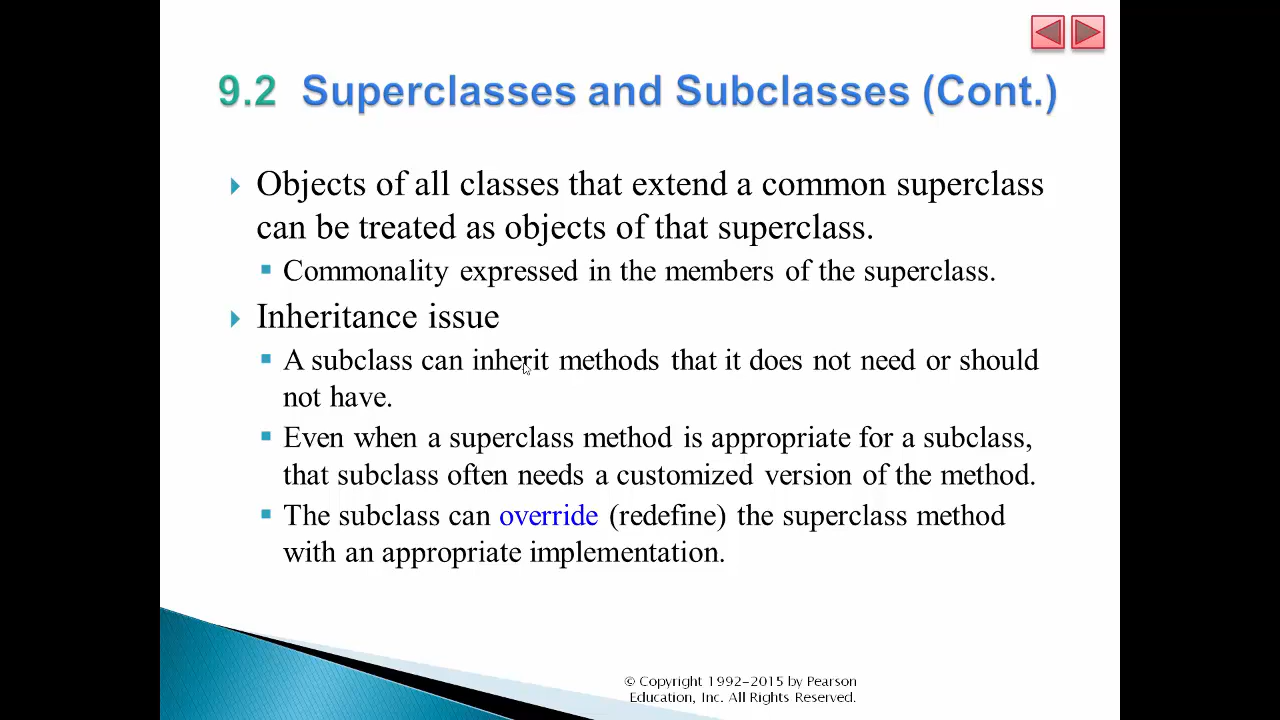 9.2 Superclasses and Subclasses (Cont.)
Objects of all classes that extend a common superclass
can be treated as objects of that superclass.
Commonality expressed in the members of the superclass.
Inheritance issue
A subclass can inherit methods that it does not need or should
not have.
Even when a superclass method is appropriate for a subclass,
that subclass often needs a customized version of the method.
The subclass can override (redefine) the superclass method
with an appropriate implementation.
© Copyright 1992–2015 by Pearson
Education, Inc. All Rights Reserved.